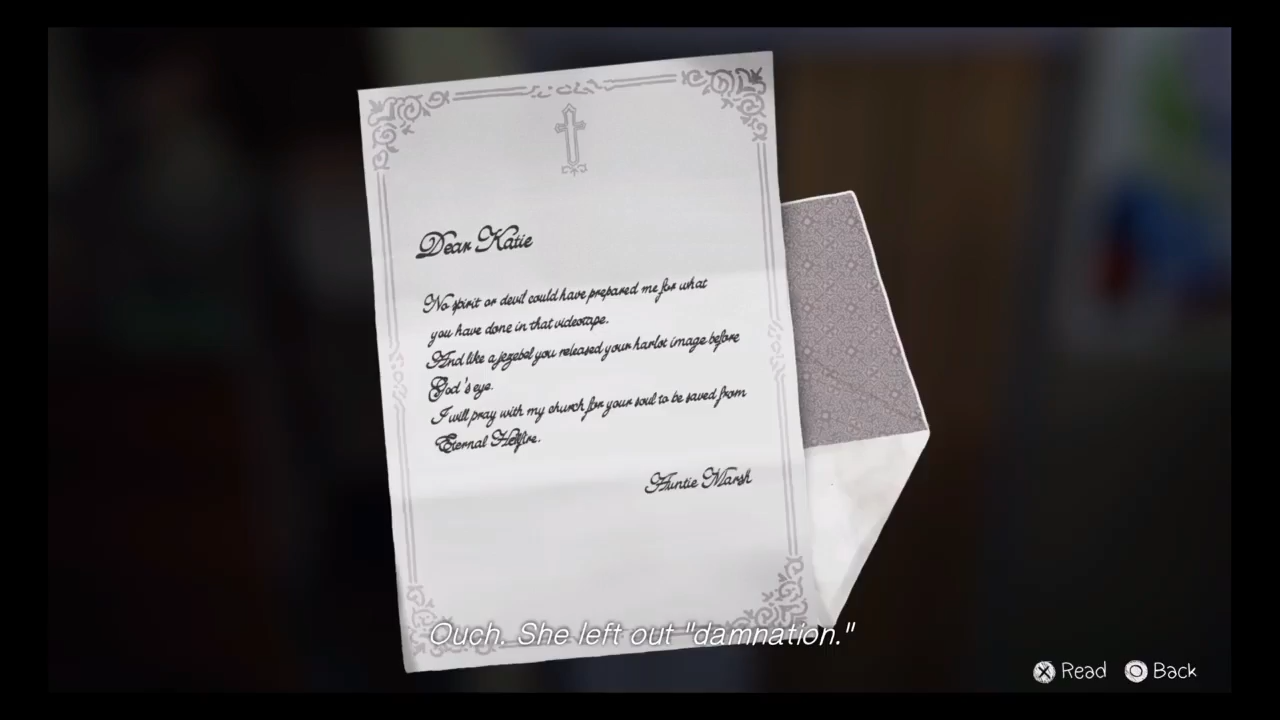 Dear Katie
No spirit or devil could have prepared me for what
you have done in that videotape.
And like a jezebel you released your harlot image before
God's eye.
I will pray with my church for your soul to be saved from
Eternal Hellfire.
Auntie Marsh
Ouch. She left out "damnation."
Read
Back